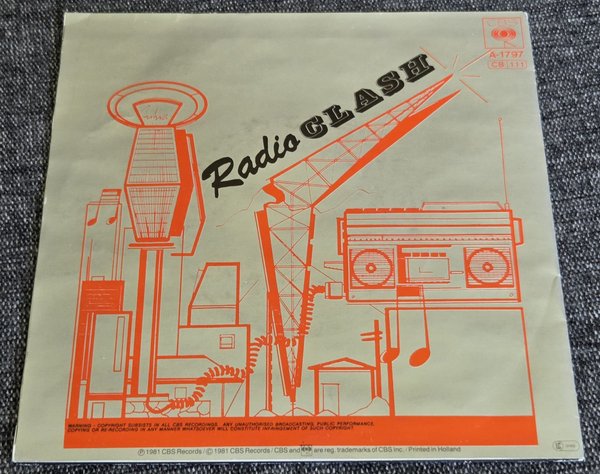 CBS
A-1797
CB 111
Radio CLASH
WARNING - COPYRIGHT SUBSISTS IN ALL CBS RECORDINGS. ANY UNAUTHORISED BROADCASTING, PUBLIC PERFORMANCE,
COPYING OR RE-RECORDING IN ANY MANNER WHATSOEVER WILL CONSTITUTE INFRINGEMENT OF SUCH COPYRIGHT.
Ⓟ 1981 CBS Records / © 1981 CBS Records / CBS and are reg. trademarks of CBS Inc. / Printed in Holland